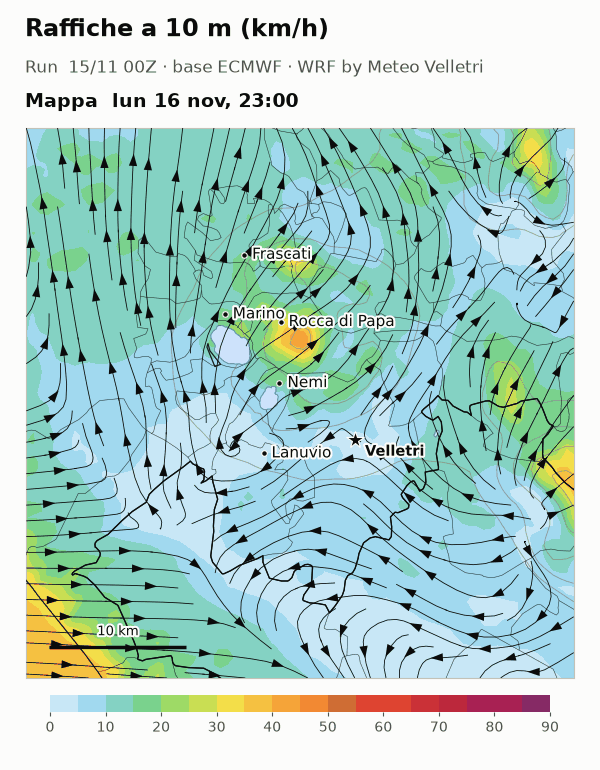 Raffiche a 10 m (km/h)
Run  15/11 00Z · base ECMWF · WRF by Meteo Velletri
Mappa  lun 16 nov, 23:00
Frascati
Marino
Rocca di Papa
Nemi
Velletri
Lanuvio
10 km
0 10 20 30 40 50 60 70 80 90